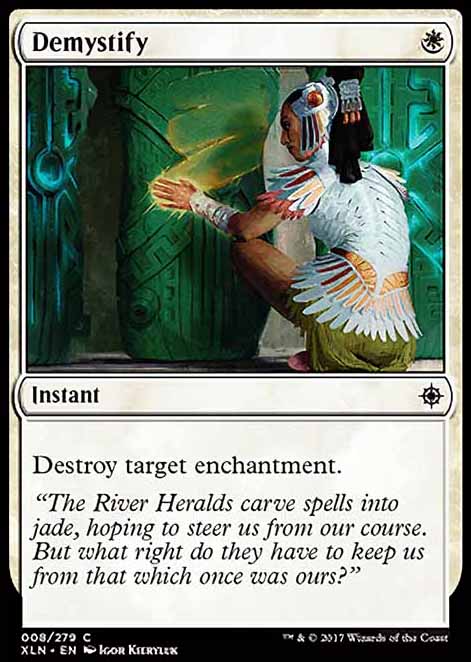 Demystify
Instant
Destroy target enchantment.
“The River Heralds carve spells into
jade, hoping to steer us from our course.
But what right do they have to keep us
from that which once was ours?”
008/279 C
XLN • EN Igor Kieryluk
™ & © 2017 Wizards of the Coast